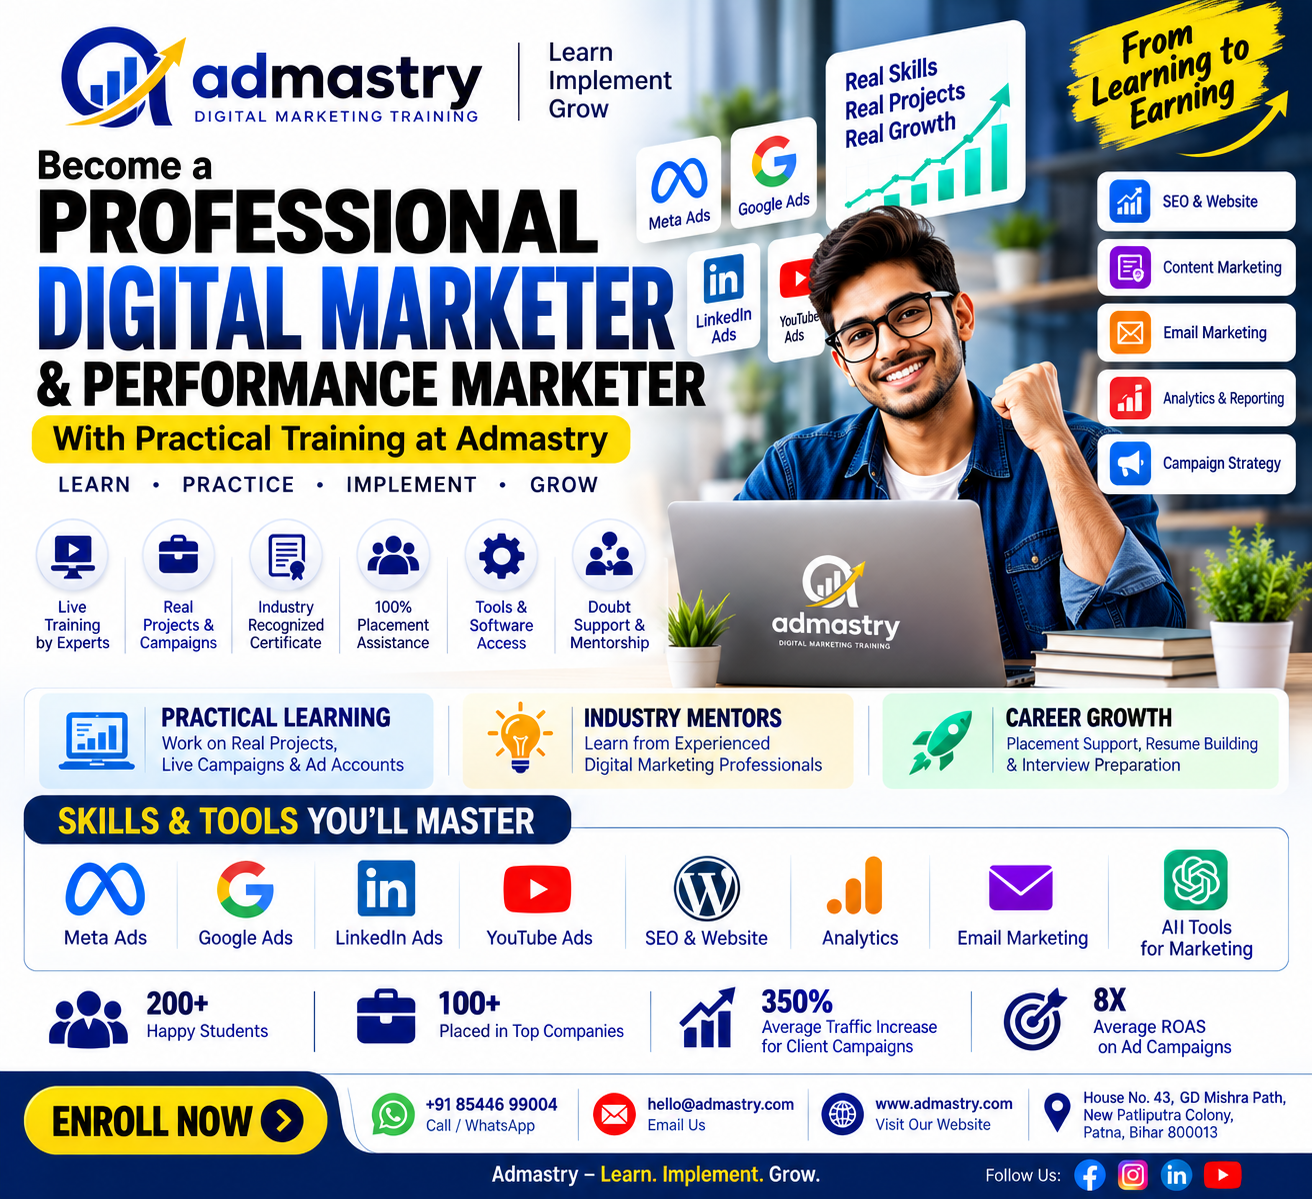 admastry
DIGITAL MARKETING TRAINING
Learn
Implement
Grow
Become a
PROFESSIONAL
DIGITAL MARKETER
& PERFORMANCE MARKETER
With Practical Training at Admastry
LEARN • PRACTICE • IMPLEMENT • GROW
Live
Training
by Experts
Real
Projects &
Campaigns
Industry
Recognized
Certificate
100%
Placement
Assistance
Tools &
Software
Access
Doubt
Support &
Mentorship
Meta Ads
Google Ads
LinkedIn
Ads
YouTube
Ads
Real Skills
Real Projects
Real Growth
From
Learning to
Earning
SEO & Website
Content Marketing
Email Marketing
Analytics & Reporting
Campaign Strategy
admastry
DIGITAL MARKETING TRAINING
PRACTICAL LEARNING
Work on Real Projects,
Live Campaigns & Ad Accounts
INDUSTRY MENTORS
Learn from Experienced
Digital Marketing Professionals
CAREER GROWTH
Placement Support, Resume Building
& Interview Preparation
SKILLS & TOOLS YOU'LL MASTER
Meta Ads
Google Ads
LinkedIn Ads
YouTube Ads
SEO & Website
Analytics
Email Marketing
All Tools
for Marketing
200+
Happy Students
100+
Placed in Top Companies
350%
Average Traffic Increase
for Client Campaigns
8X
Average ROAS
on Ad Campaigns
ENROLL NOW
+91 85446 99004
Call / WhatsApp
hello@admastry.com
Email Us
www.admastry.com
Visit Our Website
House No. 43, GD Mishra Path,
New Patliputra Colony,
Patna, Bihar 800013
Admastry – Learn. Implement. Grow.
Follow Us: